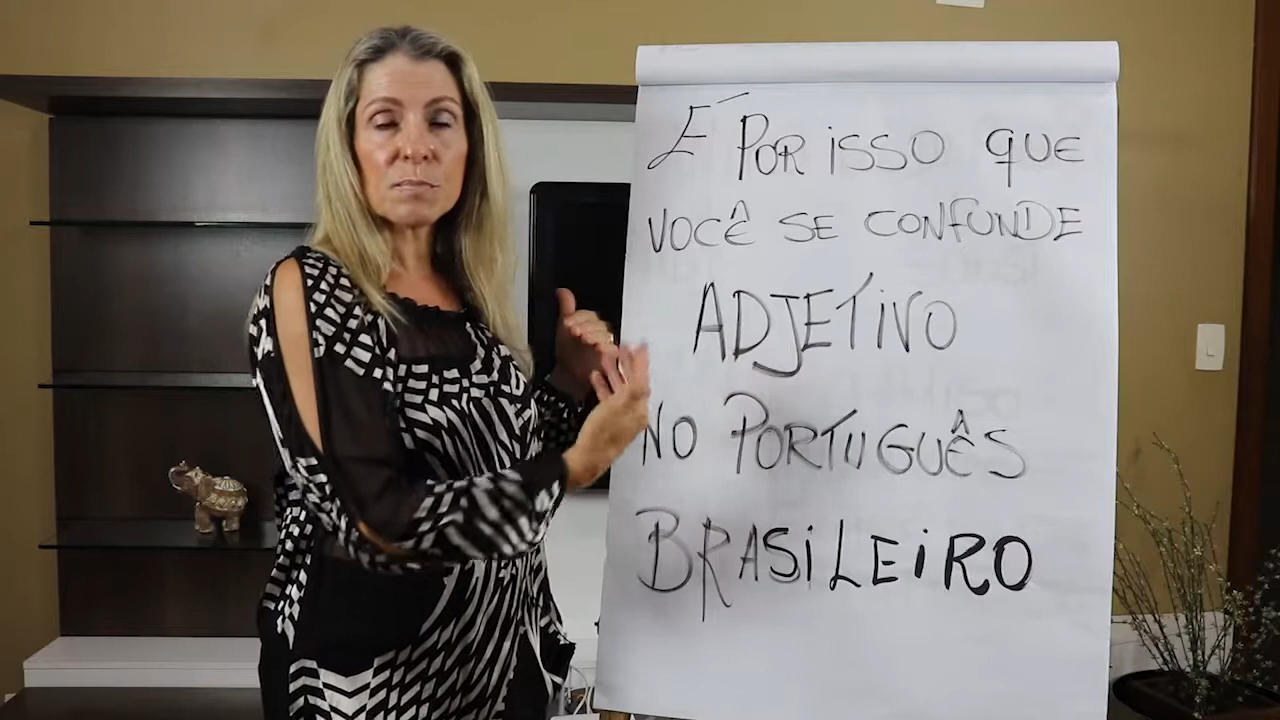 É POR ISSO QUE
VOCÊ SE CONFUNDE
ADJETIVO
NO PORTUGUÊS
BRASILEIRO